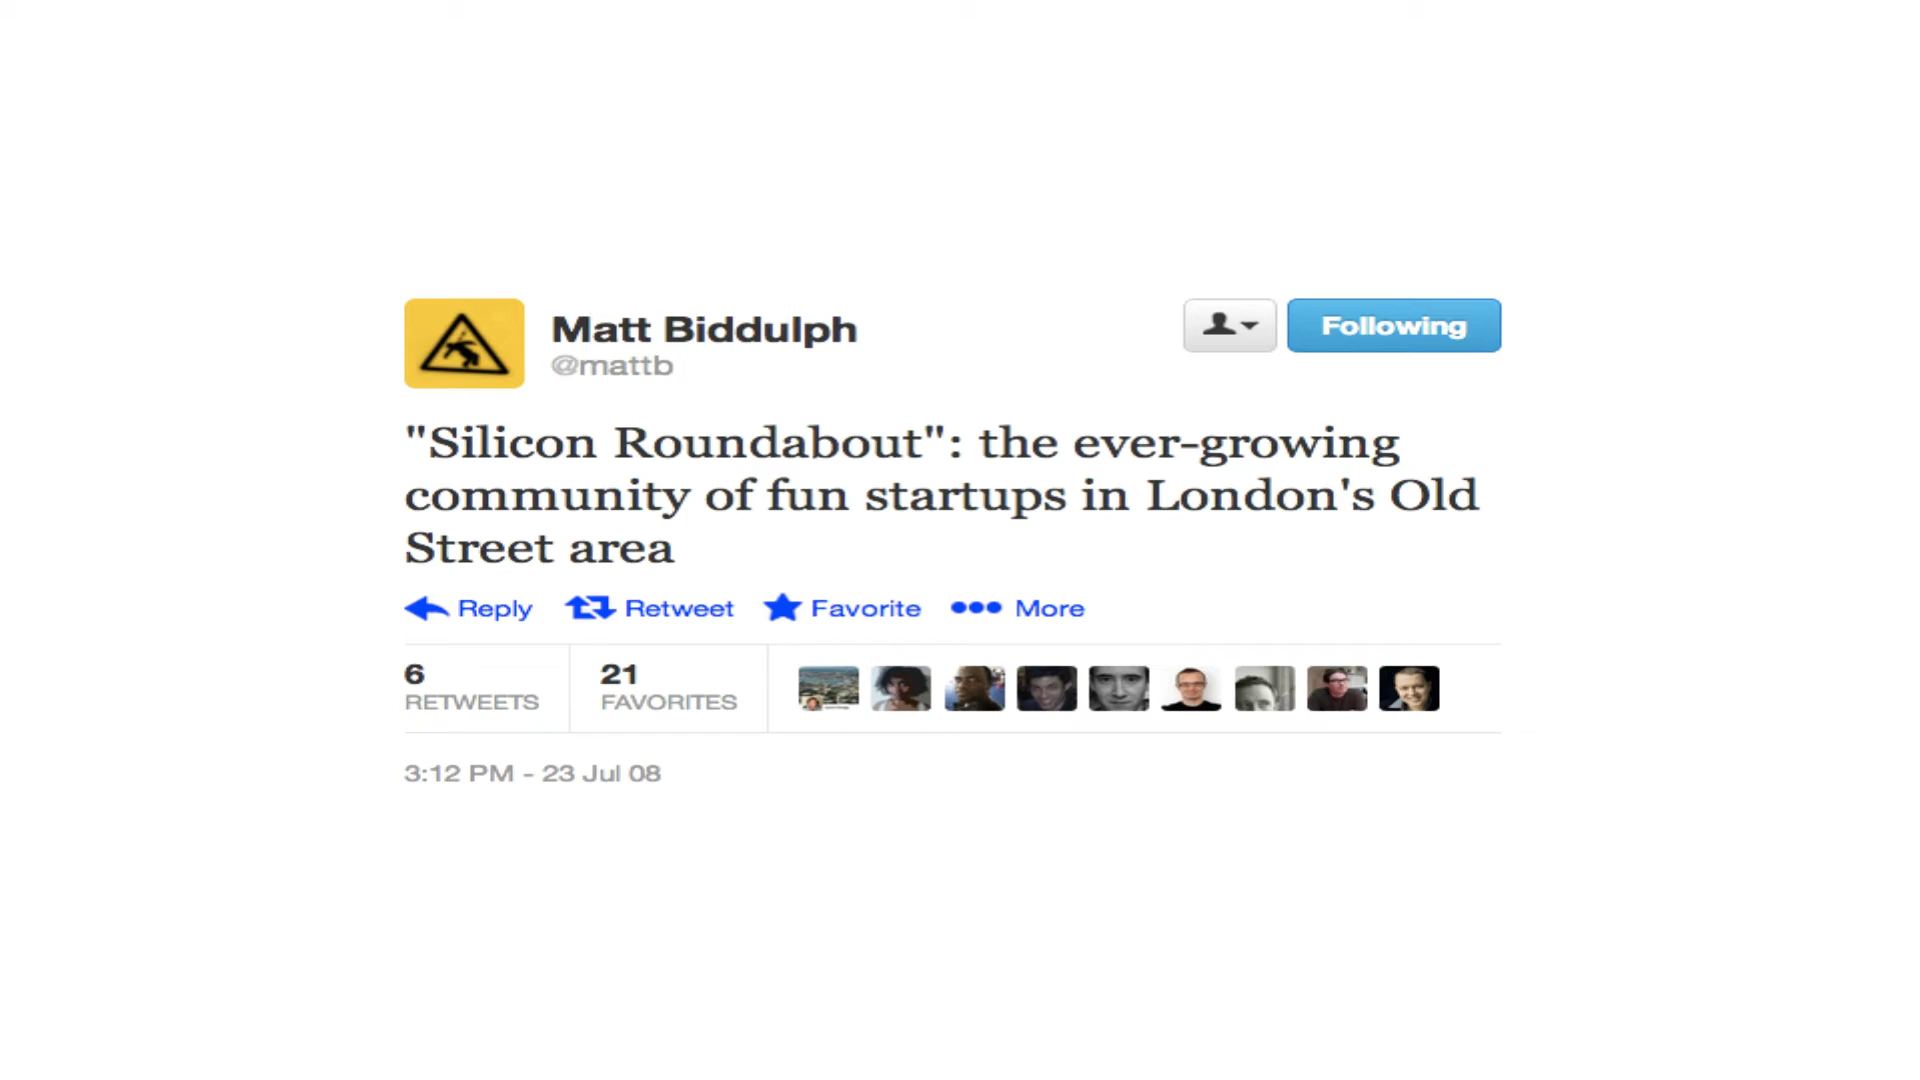 Matt Biddulph
@mattb
Following
"Silicon Roundabout": the ever-growing
community of fun startups in London's Old
Street area
Reply Retweet Favorite More
6 RETWEETS 21 FAVORITES
3:12 PM - 23 Jul 08